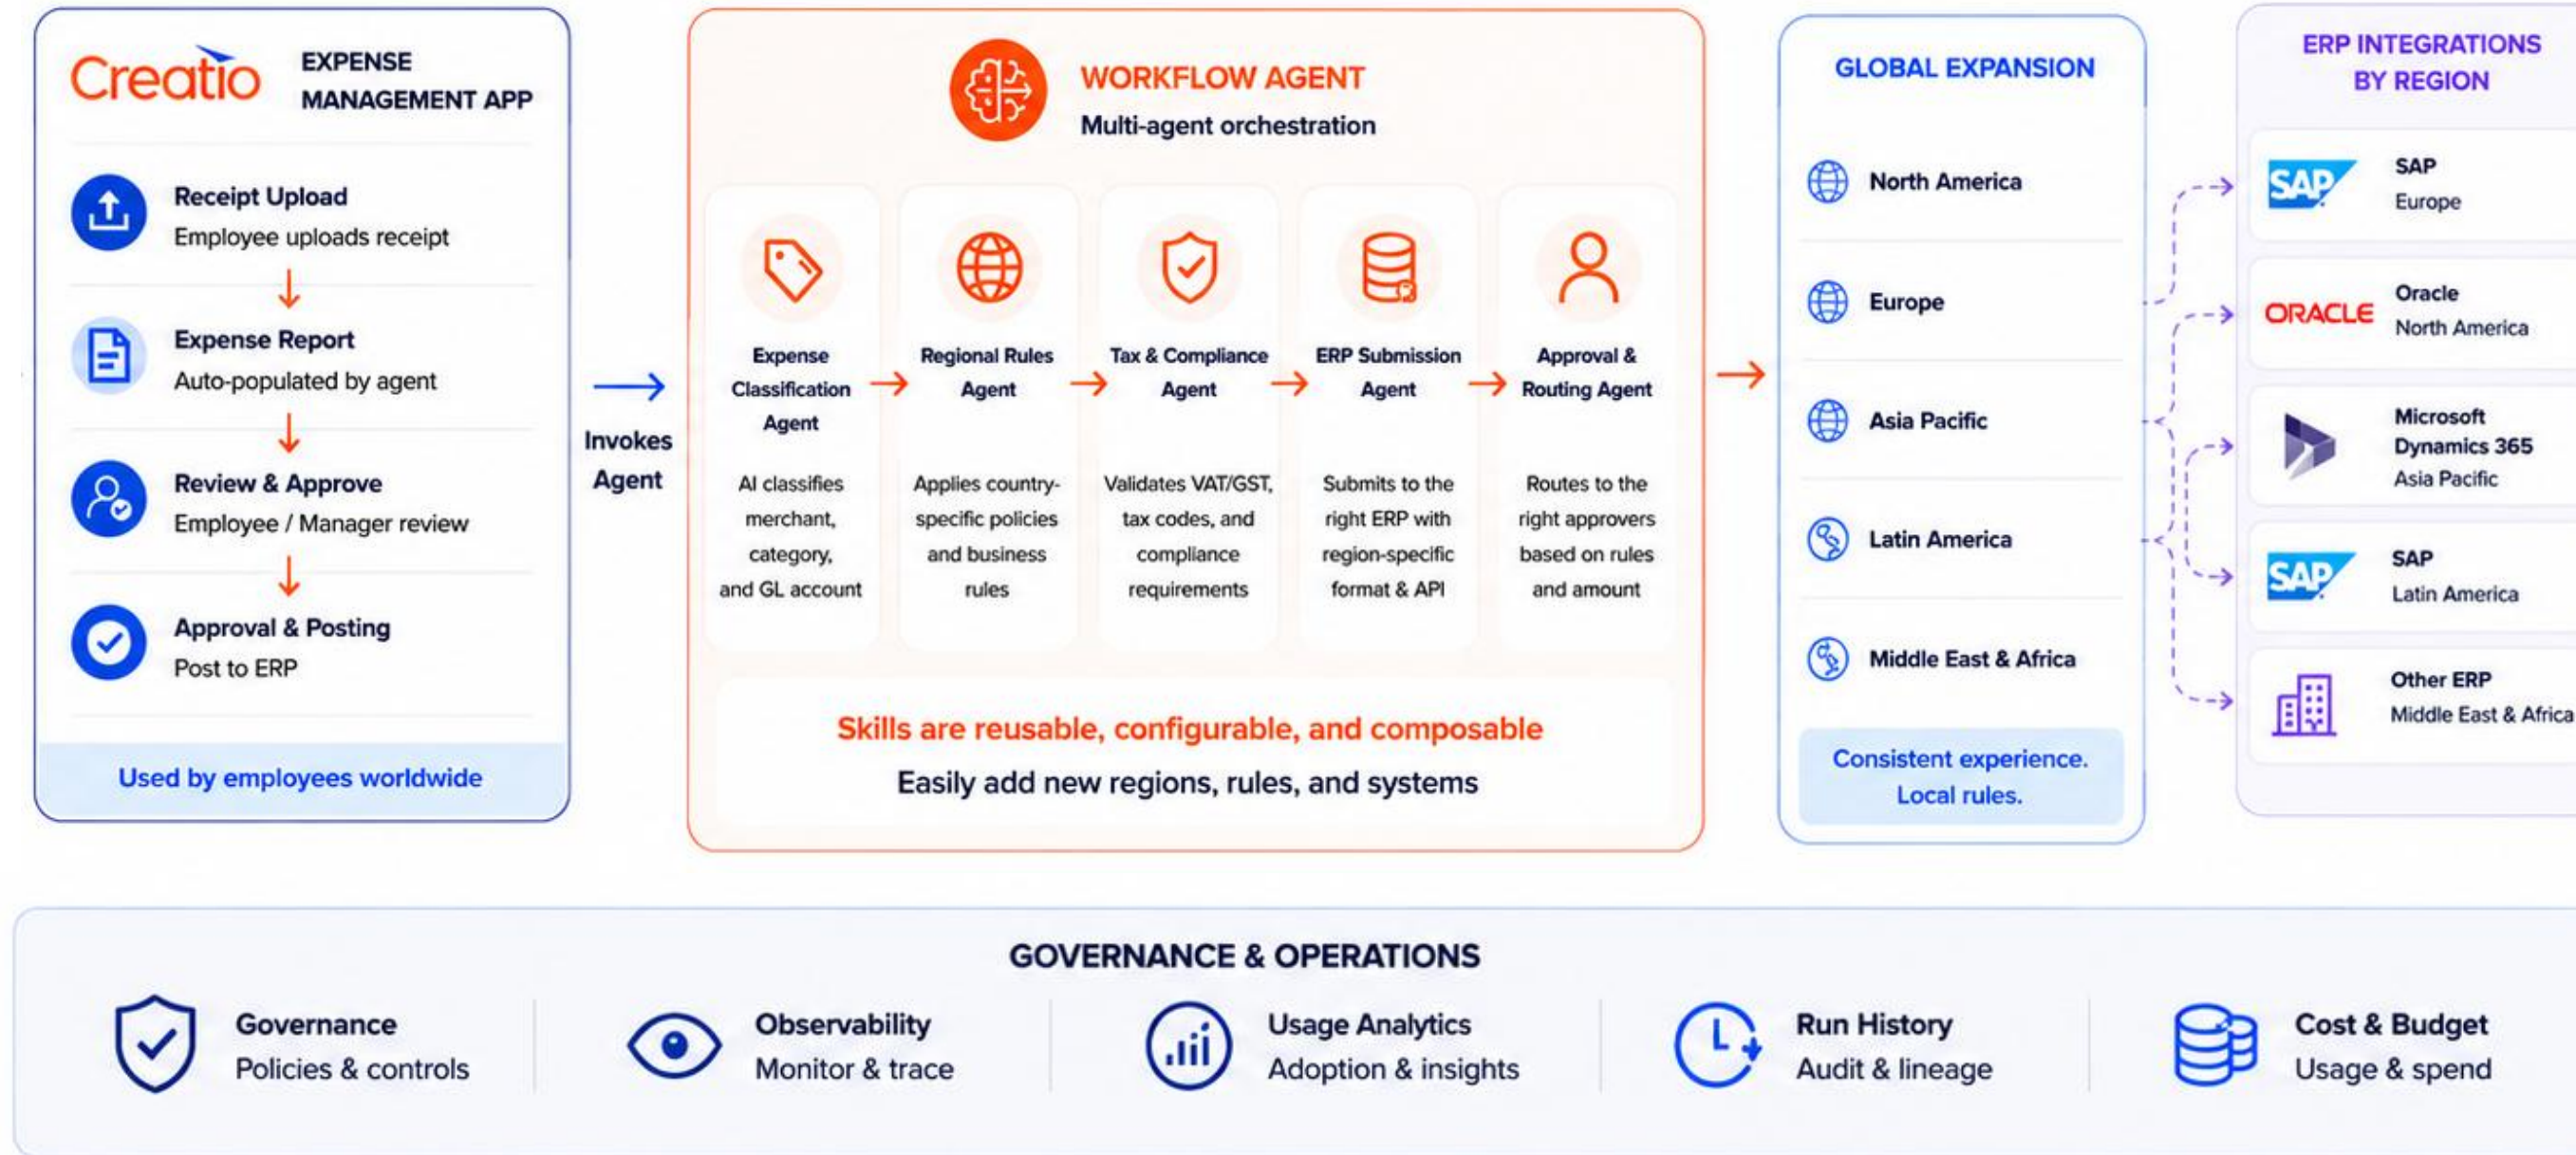 Creatio
EXPENSE
MANAGEMENT APP
Receipt Upload
Employee uploads receipt
Expense Report
Auto-populated by agent
Review & Approve
Employee / Manager review
Approval & Posting
Post to ERP
Used by employees worldwide
Invokes
Agent
WORKFLOW AGENT
Multi-agent orchestration
Expense
Classification
Agent
AI classifies
merchant,
category,
and GL account
Regional Rules
Agent
Applies country-
specific policies
and business
rules
Tax & Compliance
Agent
Validates VAT/GST,
tax codes, and
compliance
requirements
ERP Submission
Agent
Submits to the
right ERP with
region-specific
format & API
Approval &
Routing Agent
Routes to the
right approvers
based on rules
and amount
Skills are reusable, configurable, and composable
Easily add new regions, rules, and systems
GLOBAL EXPANSION
North America
Europe
Asia Pacific
Latin America
Middle East & Africa
Consistent experience.
Local rules.
ERP INTEGRATIONS
BY REGION
SAP
SAP
Europe
ORACLE
Oracle
North America
Microsoft
Dynamics 365
Asia Pacific
SAP
SAP
Latin America
Other ERP
Middle East & Africa
GOVERNANCE & OPERATIONS
Governance
Policies & controls
Observability
Monitor & trace
Usage Analytics
Adoption & insights
Run History
Audit & lineage
Cost & Budget
Usage & spend